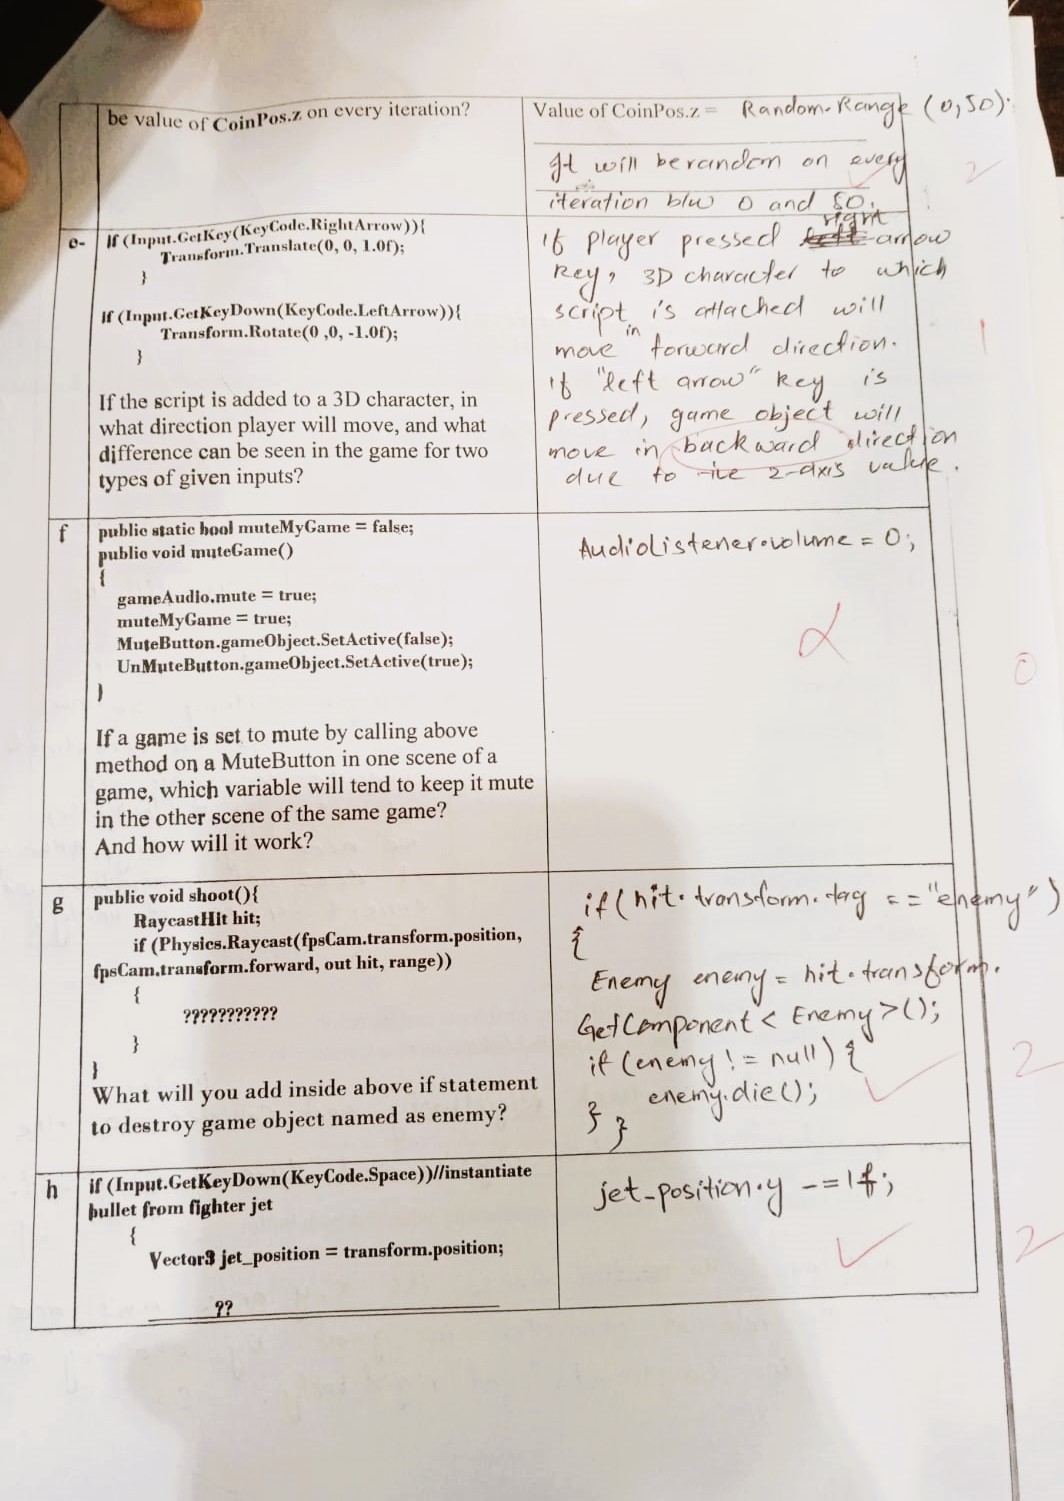 be value of CoinPos.z on every iteration?
Value of CoinPos.z = Random.Range (0,50);
It will be random on every
iteration b/w 0 and 50.
2
e-
If (Input.GetKey(KeyCode.RightArrow)){
Transform.Translate(0, 0, 1.0f);
}
If (Input.GetKeyDown(KeyCode.LeftArrow)){
Transform.Rotate(0 ,0, -1.0f);
}
If the script is added to a 3D character, in
what direction player will move, and what
difference can be seen in the game for two
types of given inputs?
right
If player pressed left arrow
key, 3D character to which
script is attached will
move in forward direction.
if "left arrow" key is
pressed, game object will
move in backward direction
due to -ive z-axis value.
1
f
public static bool muteMyGame = false;
public void muteGame()
{
gameAudio.mute = true;
muteMyGame = true;
MuteButton.gameObject.SetActive(false);
UnMuteButton.gameObject.SetActive(true);
}
If a game is set to mute by calling above
method on a MuteButton in one scene of a
game, which variable will tend to keep it mute
in the other scene of the same game?
And how will it work?
AudioListener.volume = 0;
0
g
public void shoot(){
RaycastHit hit;
if (Physics.Raycast(fpsCam.transform.position,
fpsCam.transform.forward, out hit, range))
{
???????????
}
}
What will you add inside above if statement
to destroy game object named as enemy?
if(hit.transform.tag =="enemy")
{
Enemy enemy = hit.transform.
GetComponent < Enemy >();
if (enemy != null) {
enemy.die();
} }
2
h
if (Input.GetKeyDown(KeyCode.Space))//instantiate
bullet from fighter jet
{
Vector3 jet_position = transform.position;
??
jet_position.y -=1f;
2